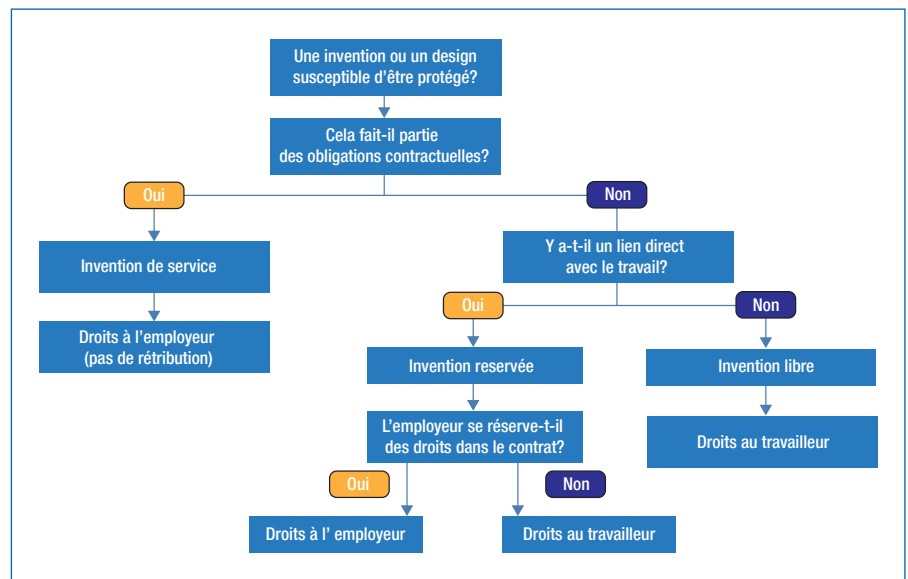 Une invention ou un design
susceptible d'être protégé?
Cela fait-il partie
des obligations contractuelles?
Oui
Non
Invention de service
Y a-t-il un lien direct
avec le travail?
Droits à l'employeur
(pas de rétribution)
Oui
Non
Invention reservée
Invention libre
L'employeur se réserve-t-il
des droits dans le contrat?
Droits au travailleur
Oui
Non
Droits à l' employeur
Droits au travailleur